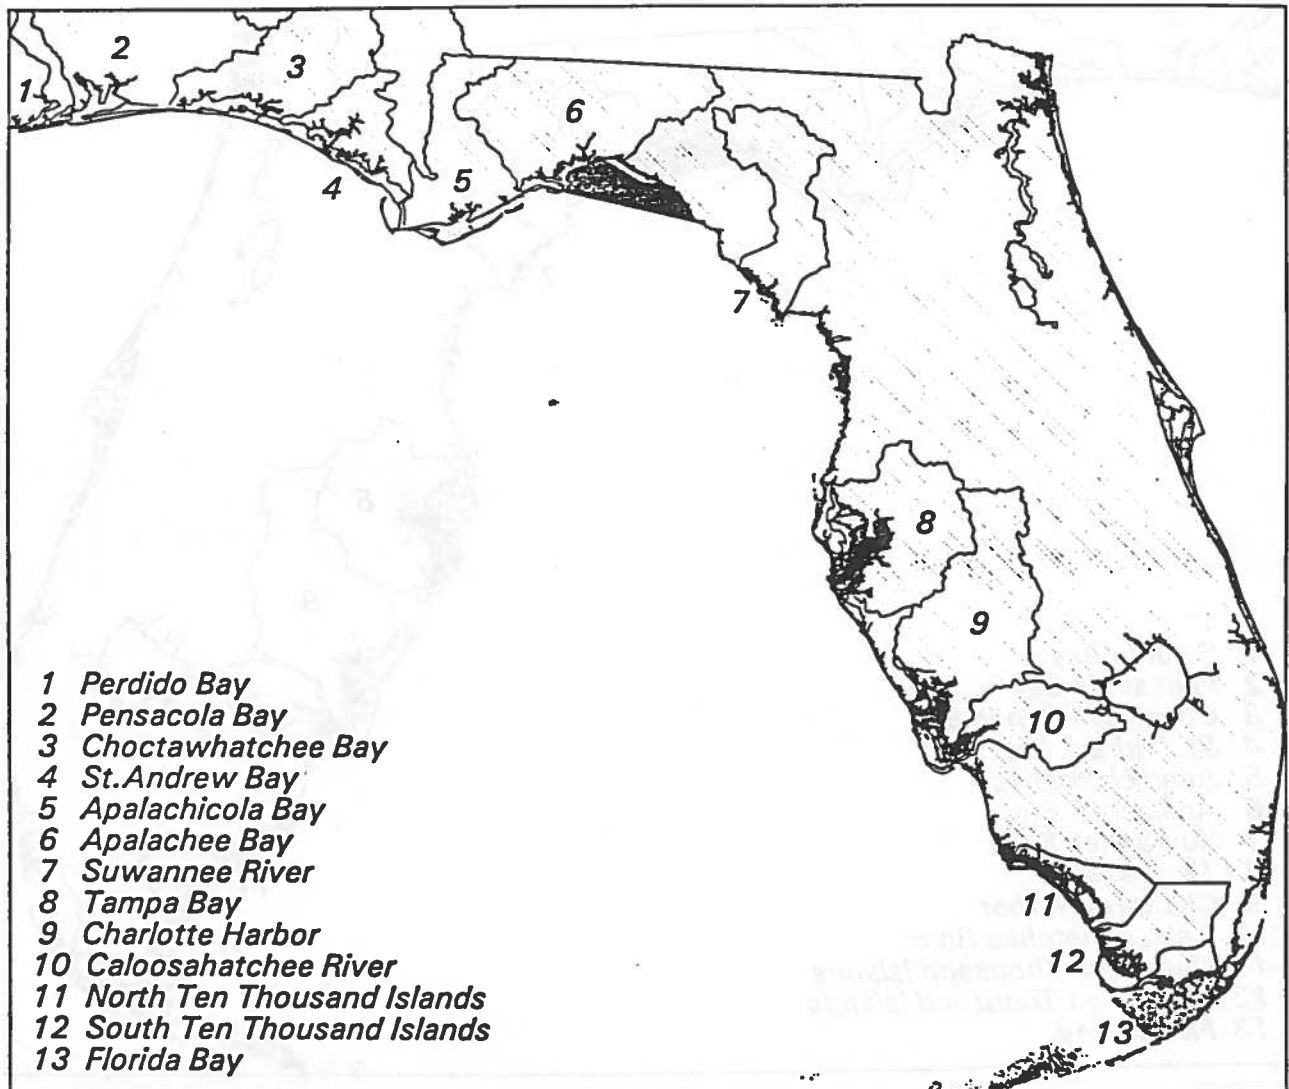 2
3
1
6
4
5
7
8
9
10
11
12
13
1 Perdido Bay
2 Pensacola Bay
3 Choctawhatchee Bay
4 St.Andrew Bay
5 Apalachicola Bay
6 Apalachee Bay
7 Suwannee River
8 Tampa Bay
9 Charlotte Harbor
10 Caloosahatchee River
11 North Ten Thousand Islands
12 South Ten Thousand Islands
13 Florida Bay